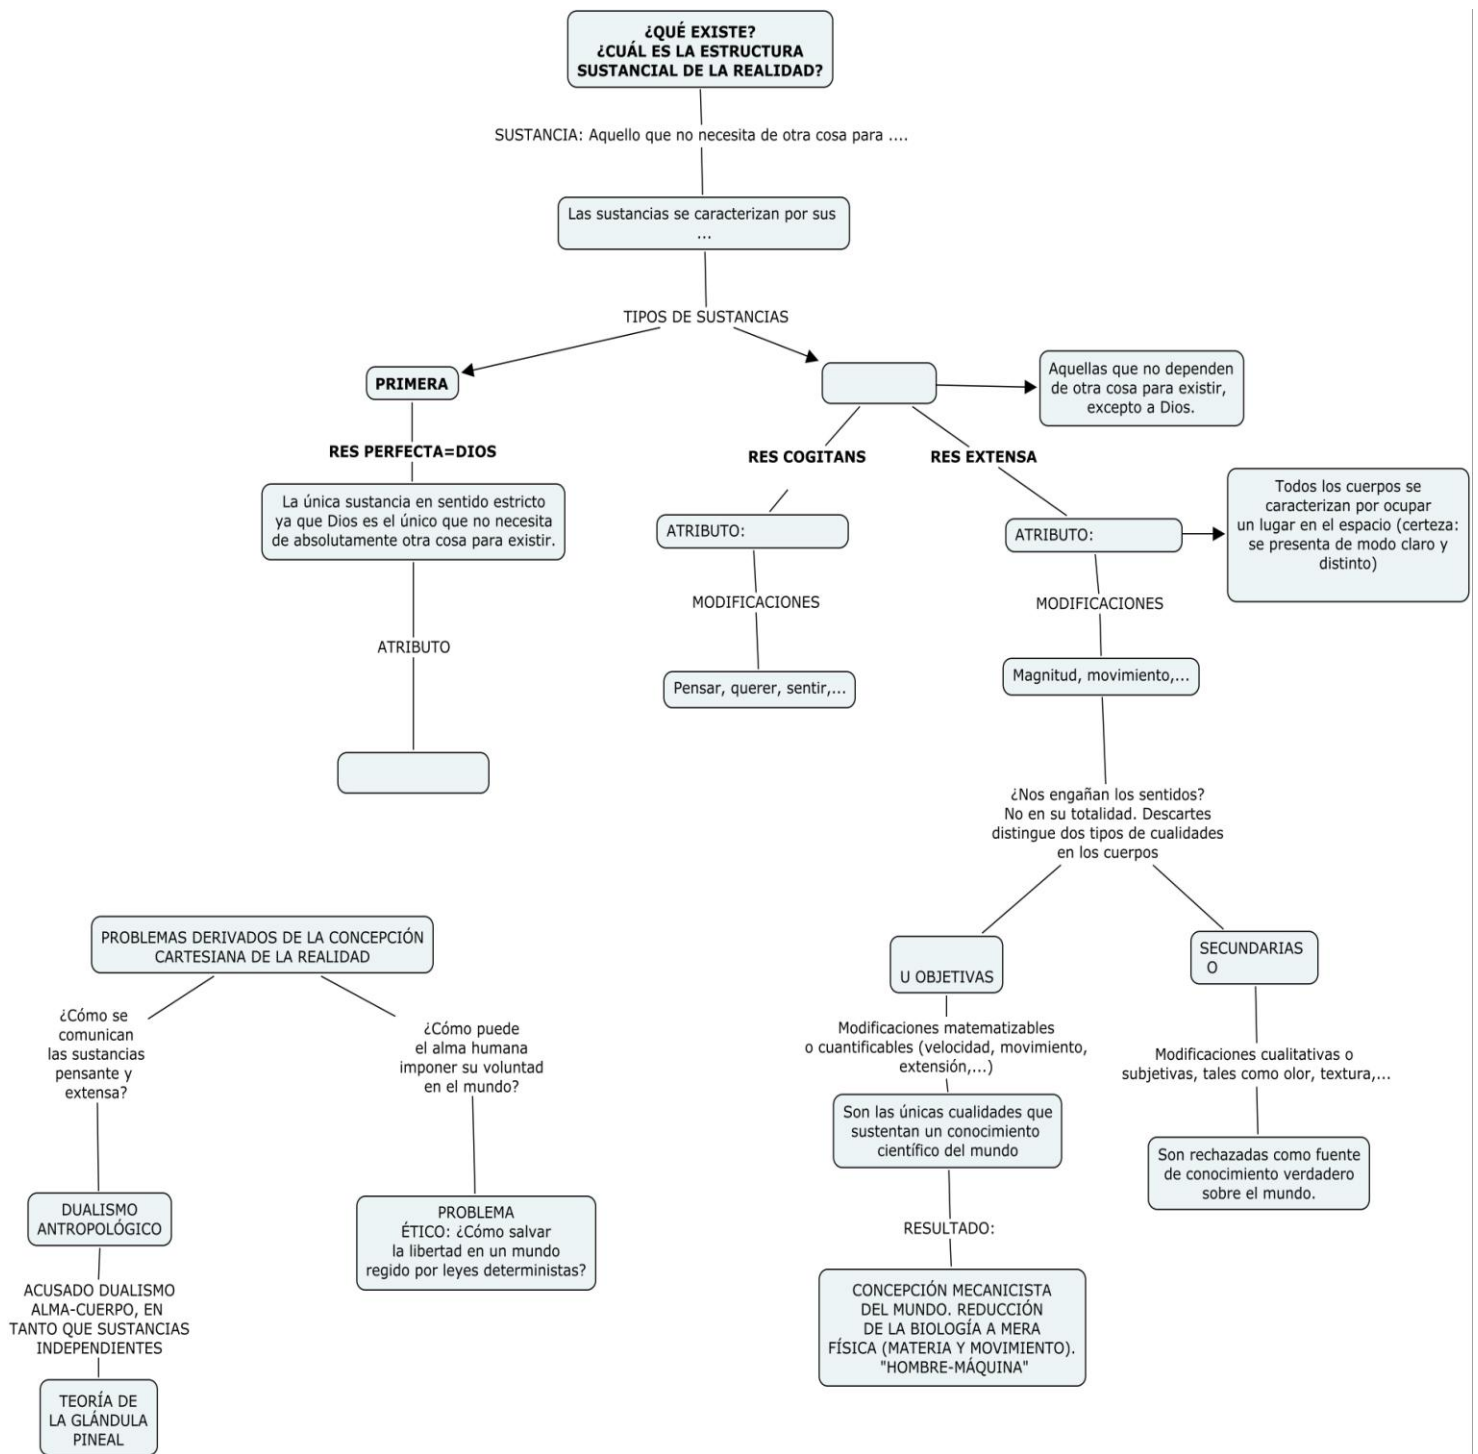 ¿QUÉ EXISTE?
¿CUÁL ES LA ESTRUCTURA
SUSTANCIAL DE LA REALIDAD?
SUSTANCIA: Aquello que no necesita de otra cosa para ....
Las sustancias se caracterizan por sus
...
TIPOS DE SUSTANCIAS
PRIMERA
Aquellas que no dependen
de otra cosa para existir,
excepto a Dios.
RES PERFECTA=DIOS
La única sustancia en sentido estricto
ya que Dios es el único que no necesita
de absolutamente otra cosa para existir.
ATRIBUTO
RES COGITANS
ATRIBUTO:
MODIFICACIONES
Pensar, querer, sentir,...
RES EXTENSA
ATRIBUTO:
Todos los cuerpos se
caracterizan por ocupar
un lugar en el espacio (certeza:
se presenta de modo claro y
distinto)
MODIFICACIONES
Magnitud, movimiento,...
¿Nos engañan los sentidos?
No en su totalidad. Descartes
distingue dos tipos de cualidades
en los cuerpos
U OBJETIVAS
Modificaciones matematizables
o cuantificables (velocidad, movimiento,
extensión,...)
Son las únicas cualidades que
sustentan un conocimiento
científico del mundo
RESULTADO:
CONCEPCIÓN MECANICISTA
DEL MUNDO. REDUCCIÓN
DE LA BIOLOGÍA A MERA
FÍSICA (MATERIA Y MOVIMIENTO).
"HOMBRE-MÁQUINA"
SECUNDARIAS
O
Modificaciones cualitativas o
subjetivas, tales como olor, textura,...
Son rechazadas como fuente
de conocimiento verdadero
sobre el mundo.
PROBLEMAS DERIVADOS DE LA CONCEPCIÓN
CARTESIANA DE LA REALIDAD
¿Cómo se
comunican
las sustancias
pensante y
extensa?
DUALISMO
ANTROPOLÓGICO
ACUSADO DUALISMO
ALMA-CUERPO, EN
TANTO QUE SUSTANCIAS
INDEPENDIENTES
TEORÍA DE
LA GLÁNDULA
PINEAL
¿Cómo puede
el alma humana
imponer su voluntad
en el mundo?
PROBLEMA
ÉTICO: ¿Cómo salvar
la libertad en un mundo
regido por leyes deterministas?